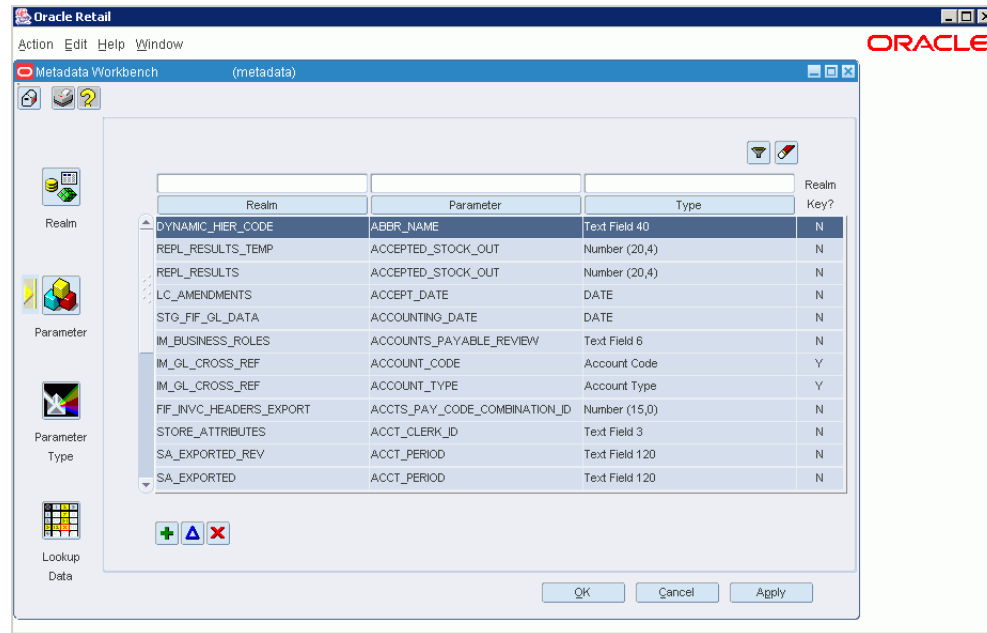 Oracle Retail
Action Edit Help Window
ORACLE
Metadata Workbench (metadata)
Realm
Parameter
Parameter
Type
Lookup
Data
Realm Parameter Type Realm Key?
DYNAMIC_HIER_CODE ABBR_NAME Text Field 40 N
REPL_RESULTS_TEMP ACCEPTED_STOCK_OUT Number (20,4) N
REPL_RESULTS ACCEPTED_STOCK_OUT Number (20,4) N
LC_AMENDMENTS ACCEPT_DATE DATE N
STG_FIF_GL_DATA ACCOUNTING_DATE DATE N
IM_BUSINESS_ROLES ACCOUNTS_PAYABLE_REVIEW Text Field 6 N
IM_GL_CROSS_REF ACCOUNT_CODE Account Code Y
IM_GL_CROSS_REF ACCOUNT_TYPE Account Type Y
FIF_INVC_HEADERS_EXPORT ACCTS_PAY_CODE_COMBINATION_ID Number (15,0) N
STORE_ATTRIBUTES ACCT_CLERK_ID Text Field 3 N
SA_EXPORTED_REV ACCT_PERIOD Text Field 120 N
SA_EXPORTED ACCT_PERIOD Text Field 120 N
OK Cancel Apply